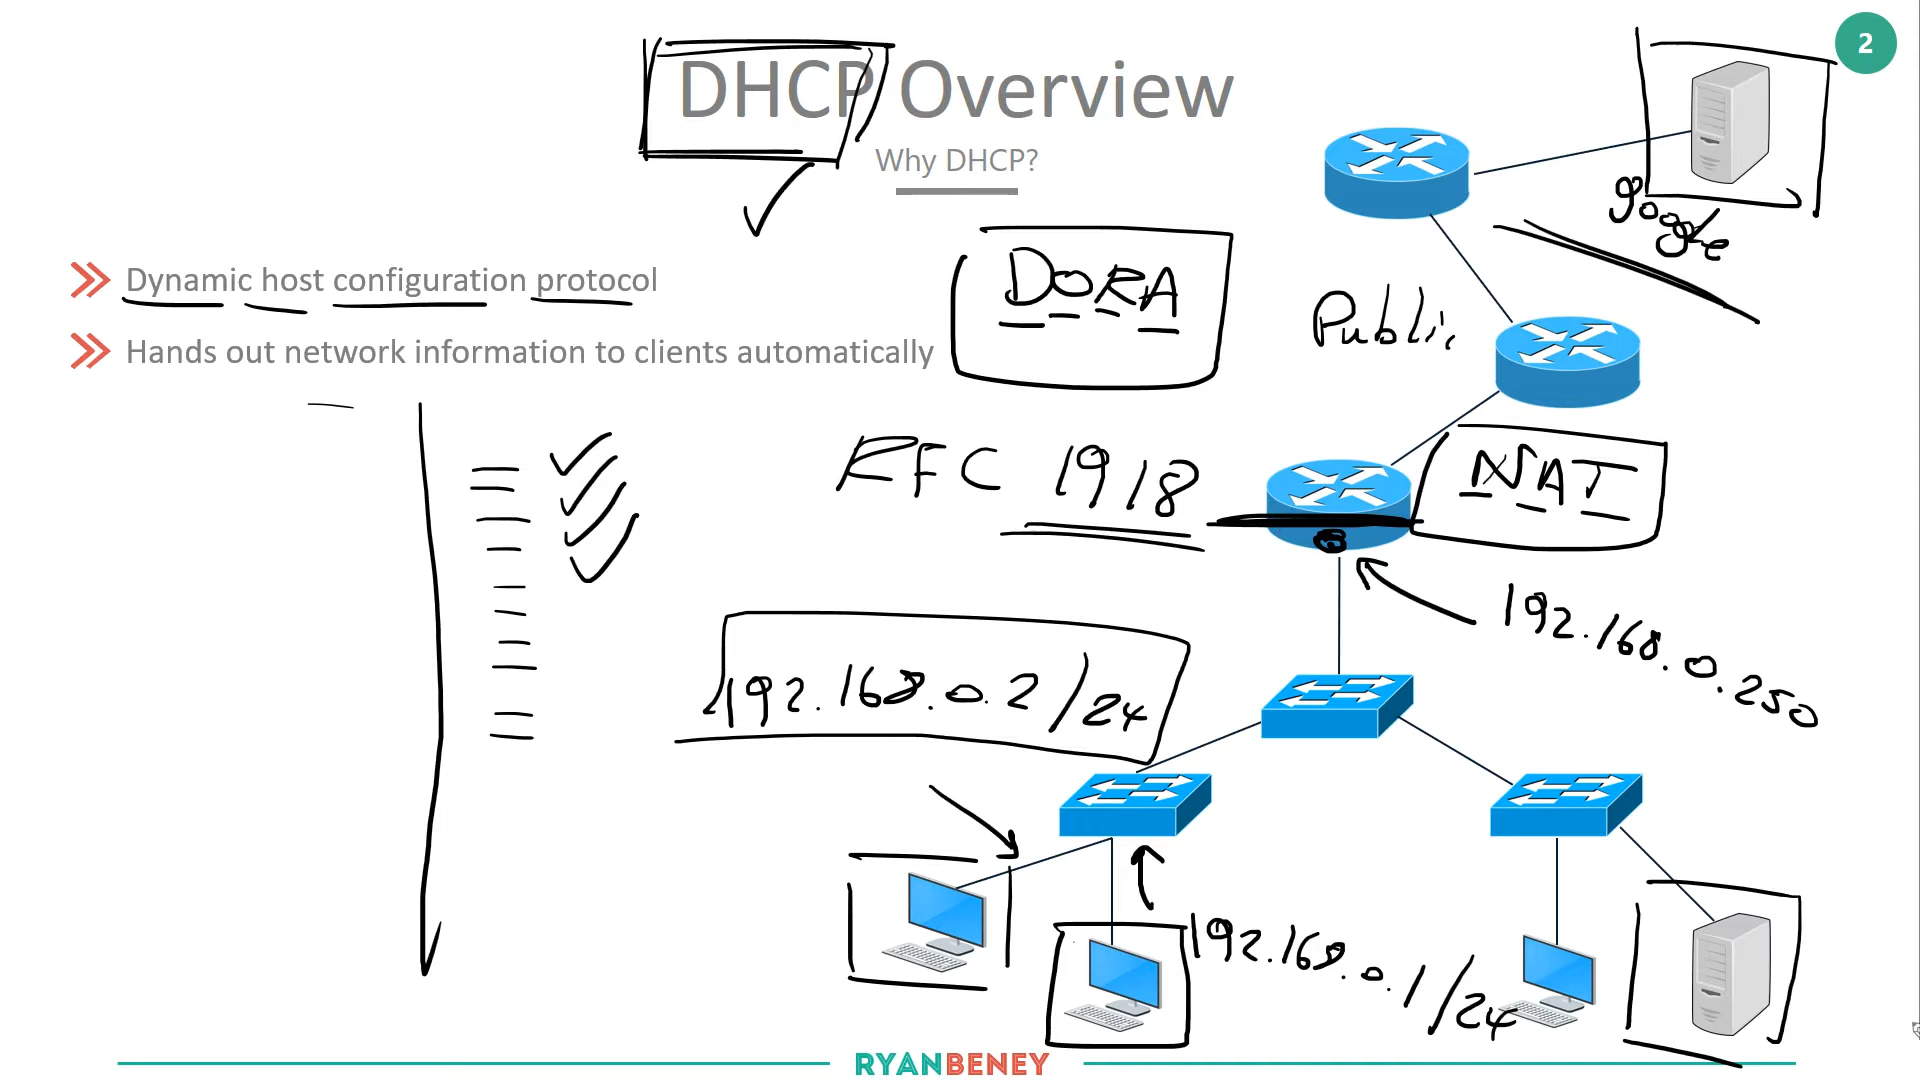 2
DHCP Overview
Why DHCP?
google
Dynamic host configuration protocol
DORA
Public
Hands out network information to clients automatically
RFC 1918
NAT
192.168.0.250
192.168.0.2/24
192.168.0.1/24
RYANBENEY